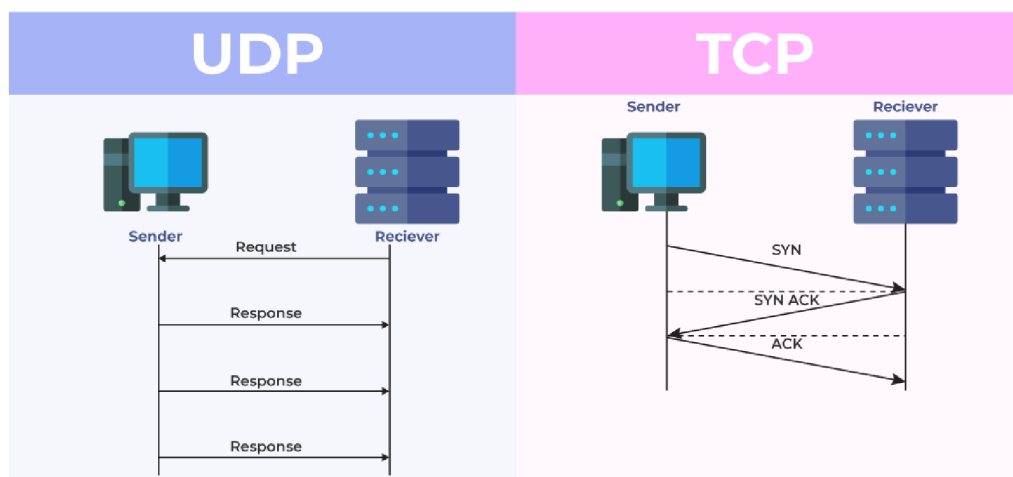 UDP
Sender
Reciever
Request
Response
Response
Response
TCP
Sender
Reciever
SYN
SYN ACK
ACK